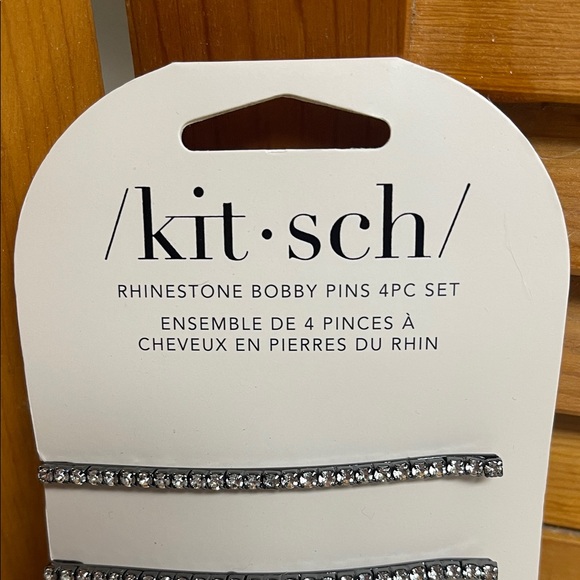 /kit·sch/
RHINESTONE BOBBY PINS 4PC SET
ENSEMBLE DE 4 PINCES À
CHEVEUX EN PIERRES DU RHIN